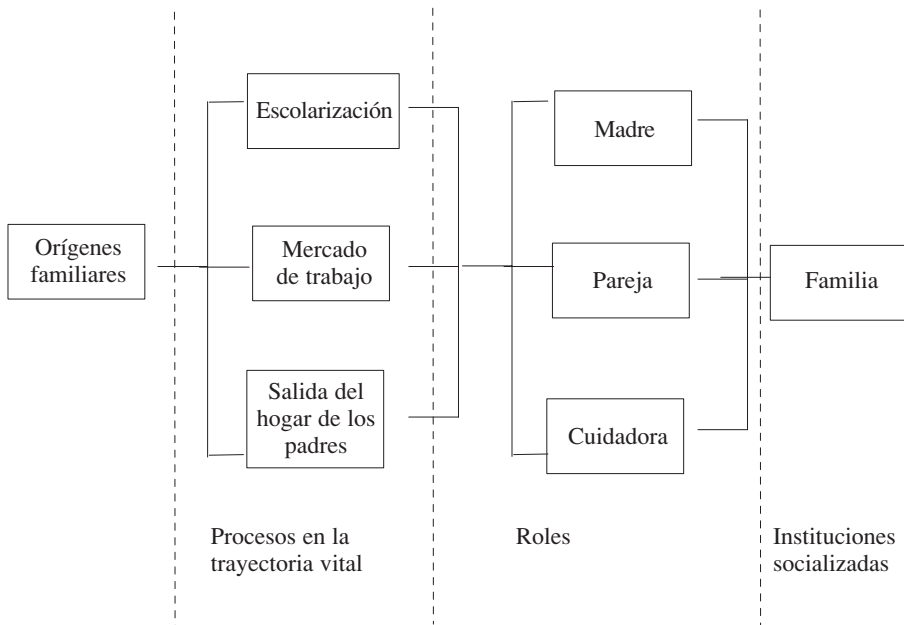 Orígenes
familiares
Escolarización
Mercado
de trabajo
Salida del
hogar de los
padres
Madre
Pareja
Cuidadora
Familia
Procesos en la
trayectoria vital
Roles
Instituciones
socializadas